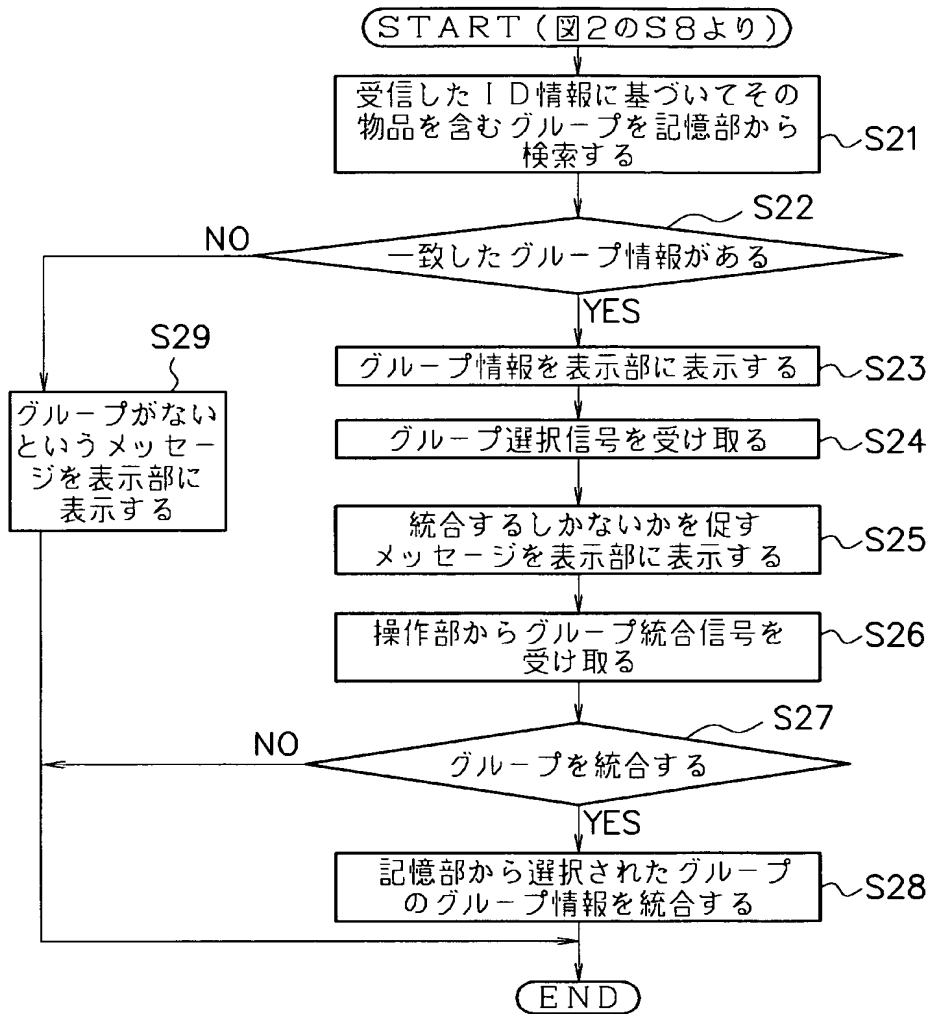 START(図2のS8より)
受信したID情報に基づいてその
物品を含むグループを記憶部から
検索する
S21
S22
NO
一致したグループ情報がある
YES
S29
グループ情報を表示部に表示する
S23
グループがない
というメッセー
ジを表示部に
表示する
グループ選択信号を受け取る
S24
統合するしかないかを促す
メッセージを表示部に表示する
S25
操作部からグループ統合信号を
受け取る
S26
S27
NO
グループを統合する
YES
記憶部から選択されたグループ
のグループ情報を統合する
S28
END